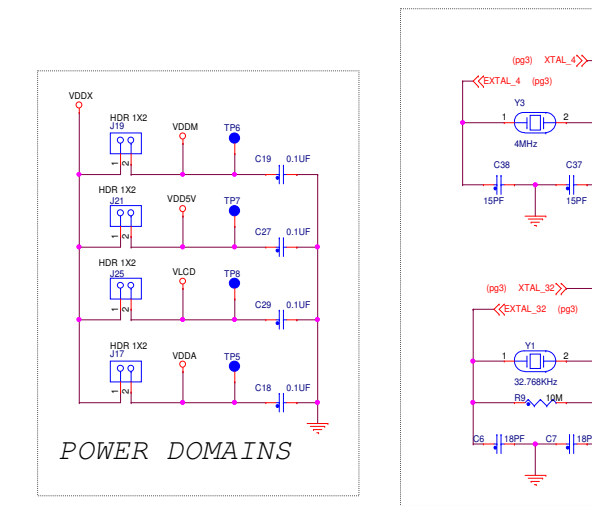 VDDX
HDR 1X2
J19
VDDM
TP6
C19 0.1UF
1 2
HDR 1X2
J21
VDD5V
TP7
C27 0.1UF
1 2
HDR 1X2
J25
VLCD
TP8
C29 0.1UF
1 2
HDR 1X2
J17
VDDA
TP5
C18 0.1UF
1 2
POWER DOMAINS
(pg3) XTAL_4
EXTAL_4 (pg3)
Y3
1 2
4MHz
C38 C37
15PF 15PF
(pg3) XTAL_32
EXTAL_32 (pg3)
Y1
1 2
32.768KHz
R9 10M
C6 18PF C7 18P